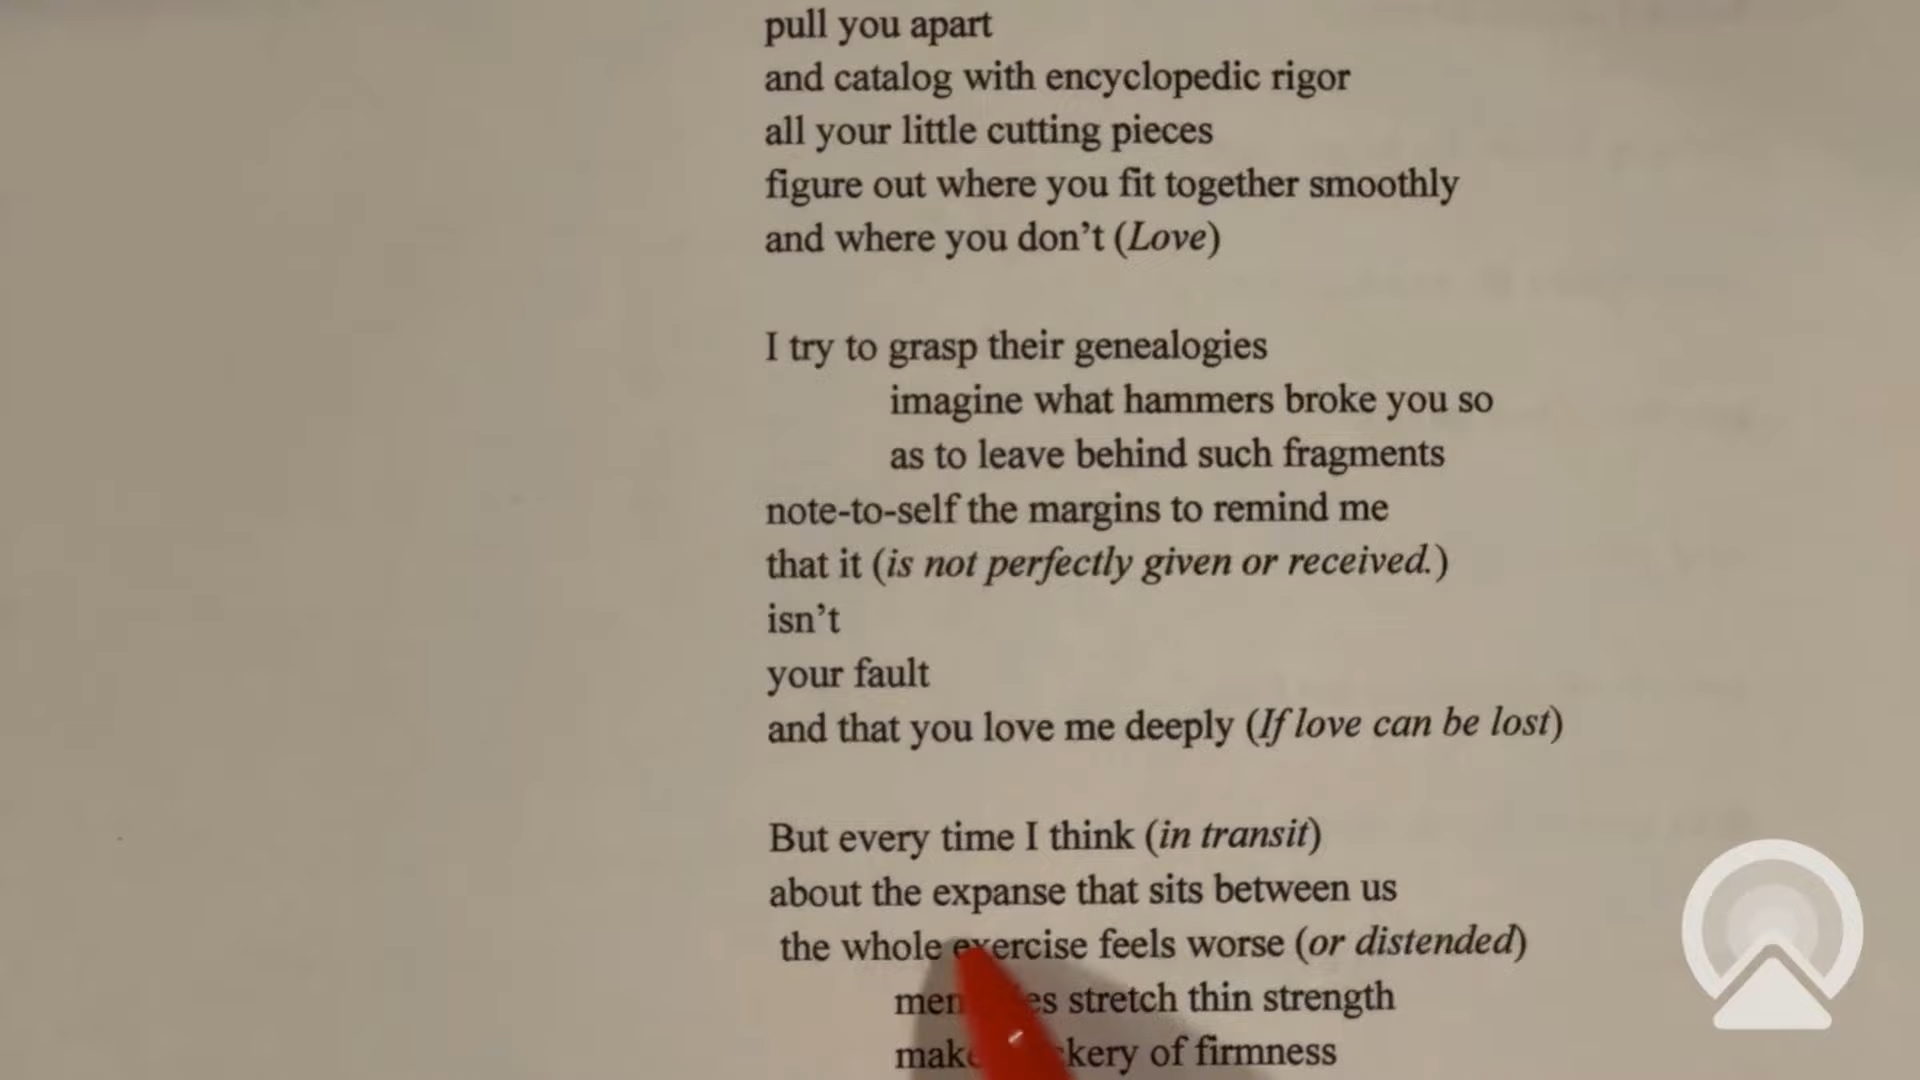 pull you apart
and catalog with encyclopedic rigor
all your little cutting pieces
figure out where you fit together smoothly
and where you don’t (Love)
I try to grasp their genealogies
imagine what hammers broke you so
as to leave behind such fragments
note-to-self the margins to remind me
that it (is not perfectly given or received.)
isn’t
your fault
and that you love me deeply (If love can be lost)
But every time I think (in transit)
about the expanse that sits between us
the whole exercise feels worse (or distended)
stretch thin strength
of firmness